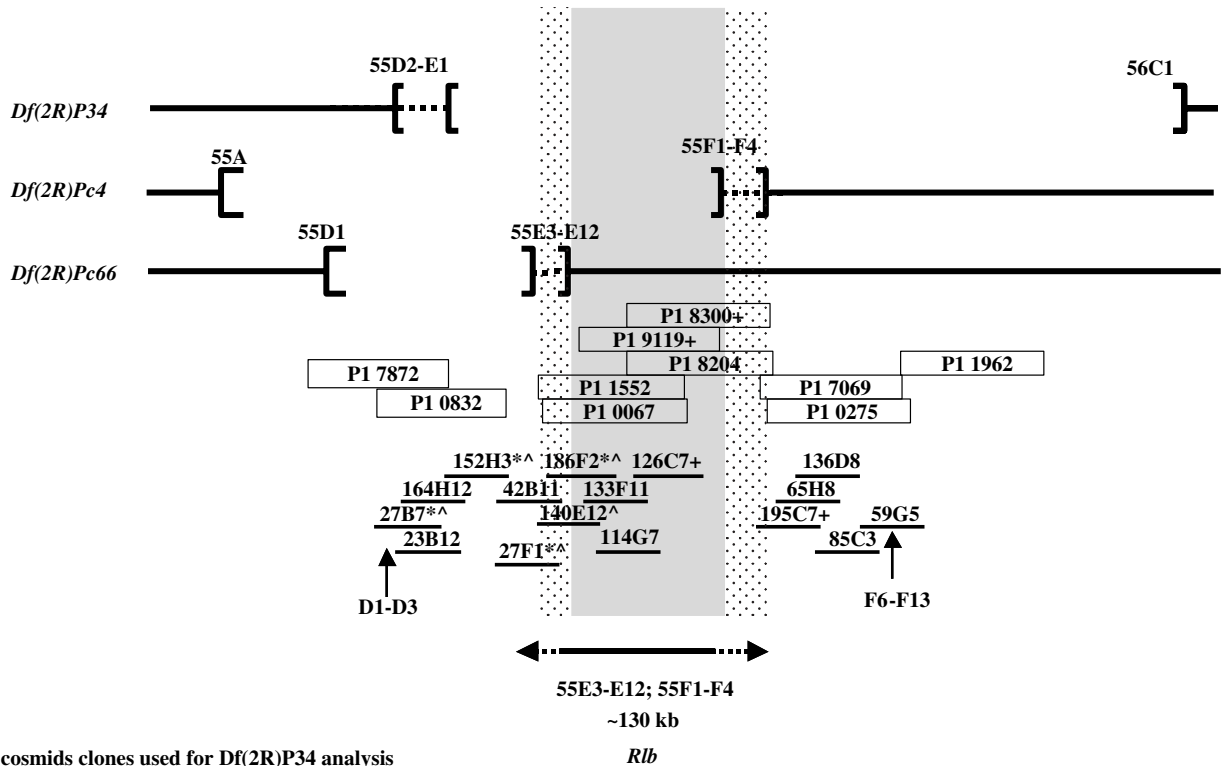 55D2-E1
56C1
Df(2R)P34
55A
55F1-F4
Df(2R)Pc4
55D1
55E3-E12
Df(2R)Pc66
P1 8300+
P1 9119+
P1 8204
P1 1962
P1 7872
P1 1552
P1 7069
P1 0832
P1 0067
P1 0275
152H3*^
186F2*^
126C7+
136D8
164H12
42B11
133F11
65H8
27B7*^
140E12^
195C7+
59G5
23B12
27F1*^
114G7
85C3
D1-D3
F6-F13
55E3-E12; 55F1-F4
~130 kb
cosmids clones used for Df(2R)P34 analysis
Rlb